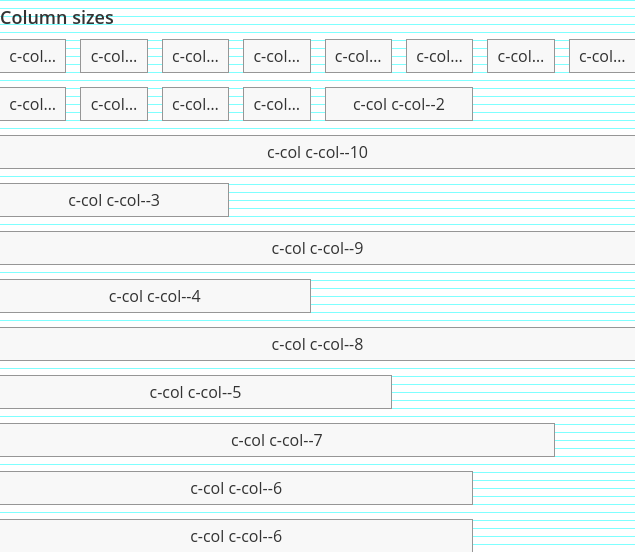 Column sizes
c-col... c-col... c-col... c-col... c-col... c-col... c-col... c-col...
c-col... c-col... c-col... c-col... c-col c-col--2
c-col c-col--10
c-col c-col--3
c-col c-col--9
c-col c-col--4
c-col c-col--8
c-col c-col--5
c-col c-col--7
c-col c-col--6
c-col c-col--6